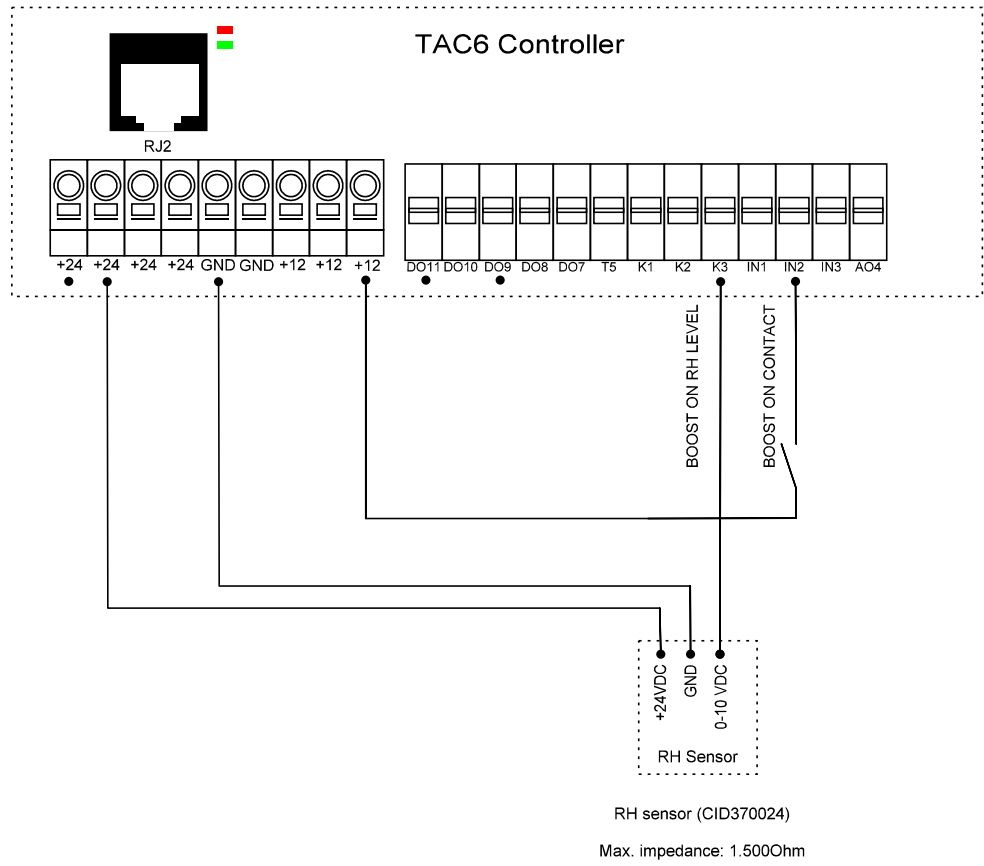 TAC6 Controller
RJ2
+24 +24 +24 +24 GND GND +12 +12 +12
DO11 DO10 DO9 DO8 DO7 T5 K1 K2 K3 IN1 IN2 IN3 AO4
BOOST ON RH LEVEL
BOOST ON CONTACT
+24VDC
GND
0-10 VDC
RH Sensor
RH sensor (CID370024)
Max. impedance: 1.500Ohm